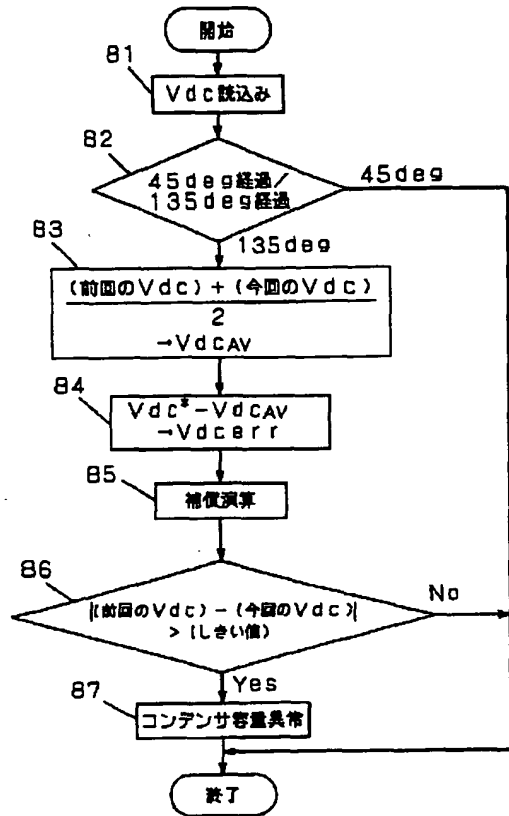 開始
81
Vdc読込み
82
45deg経過/
135deg経過
45deg
135deg
83
(前回のVdc)+(今回のVdc)
2
→VdcAV
84
Vdc*-VdcAV
→Vdcerr
85
補償演算
86
|(前回のVdc)-(今回のVdc)|
>(しきい値)
No
Yes
87
コンデンサ容量異常
終了